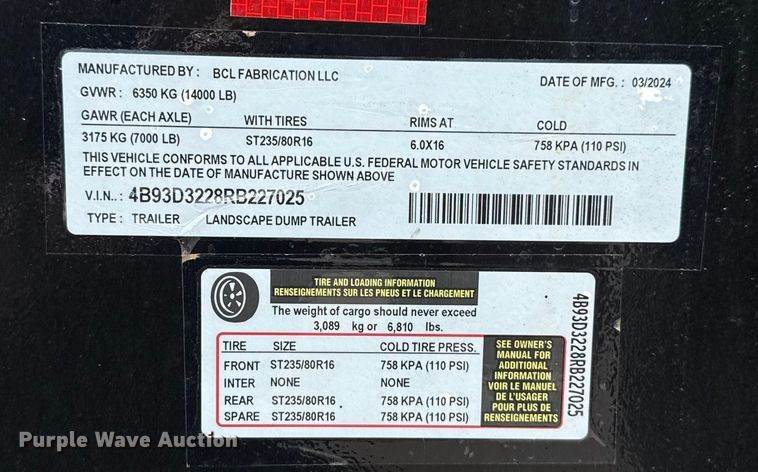 MANUFACTURED BY : BCL FABRICATION LLC DATE OF MFG. : 03/2024
GVWR : 6350 KG (14000 LB)
GAWR (EACH AXLE) WITH TIRES RIMS AT COLD
3175 KG (7000 LB) ST235/80R16 6.0X16 758 KPA (110 PSI)
THIS VEHICLE CONFORMS TO ALL APPLICABLE U.S. FEDERAL MOTOR VEHICLE SAFETY STANDARDS IN
EFFECT ON THE DATE OF MANUFACTURE SHOWN ABOVE
V.I.N.: 4B93D3228RB227025
TYPE : TRAILER LANDSCAPE DUMP TRAILER
TIRE AND LOADING INFORMATION
RENSEIGNEMENTS SUR LES PNEUS ET LE CHARGEMENT
The weight of cargo should never exceed
3,089 kg or 6,810 lbs.
TIRE SIZE COLD TIRE PRESS.
FRONT ST235/80R16 758 KPA (110 PSI)
INTER NONE NONE
REAR ST235/80R16 758 KPA (110 PSI)
SPARE ST235/80R16 758 KPA (110 PSI)
SEE OWNER'S
MANUAL FOR
ADDITIONAL
INFORMATION
VOIR LE MANUEL
DE L'USAGER
POUR PLUS DE
RENSEIGNEMENTS
4B93D3228RB227025
Purple Wave Auction